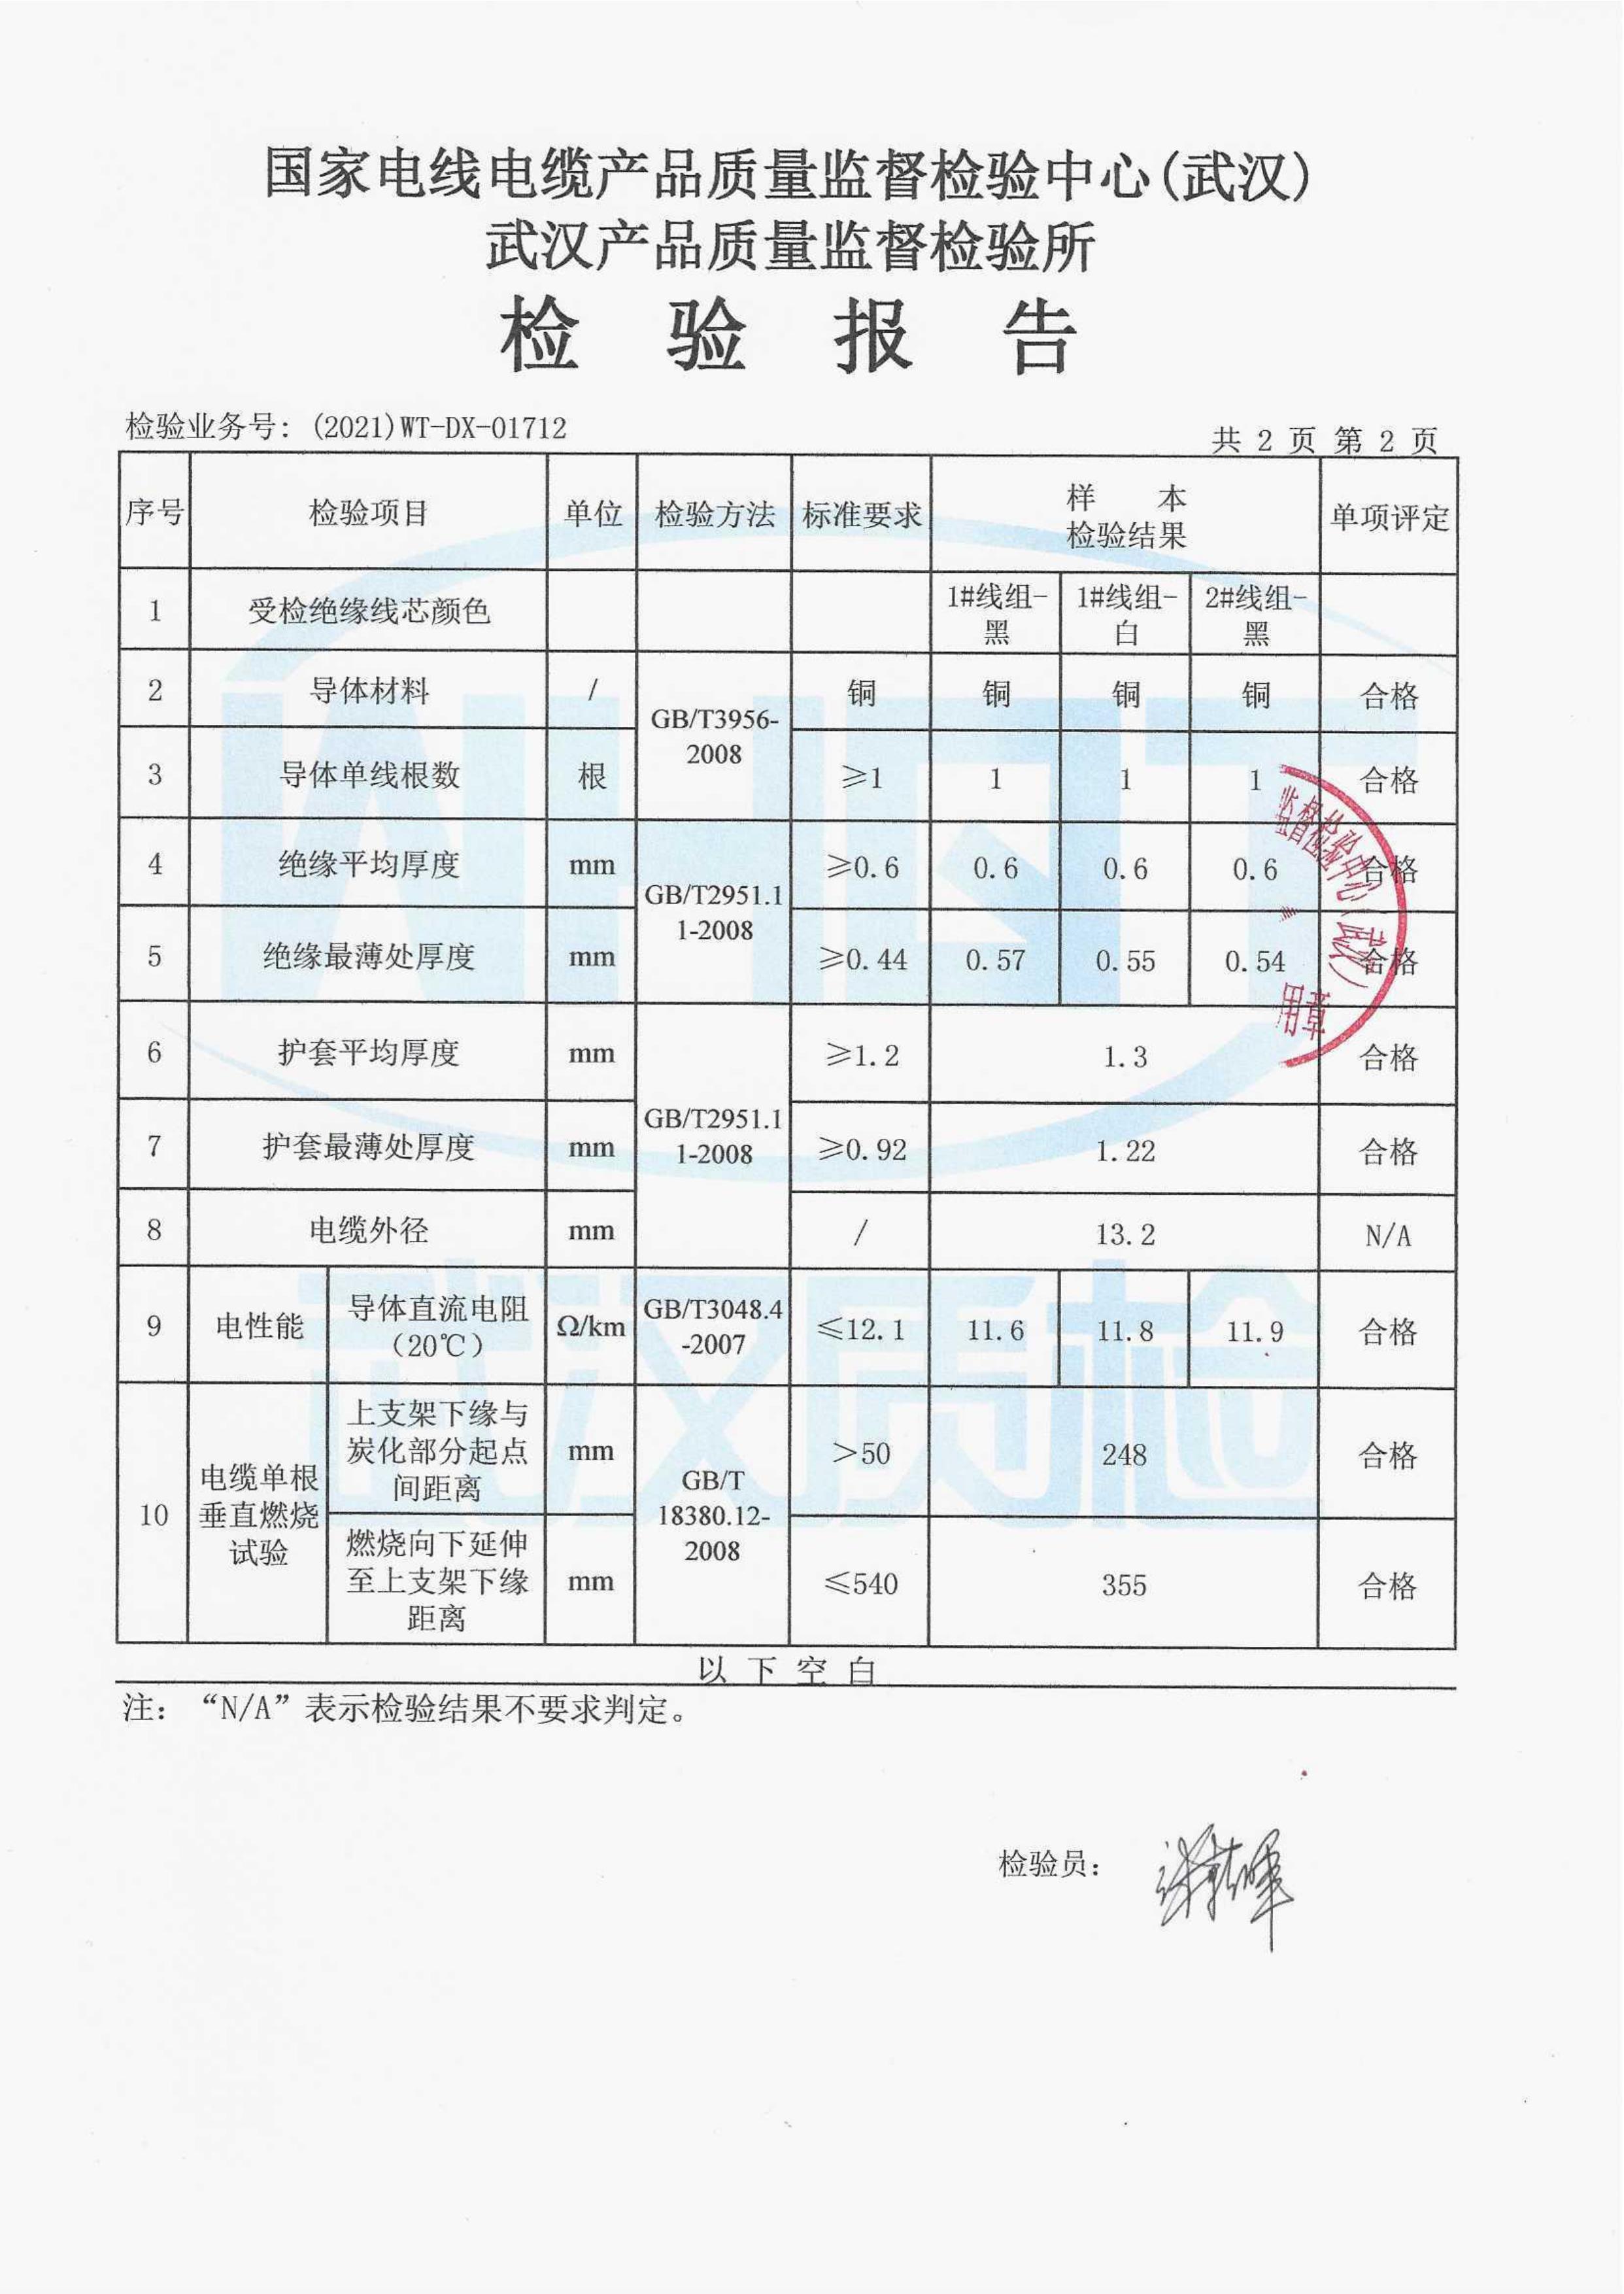 国家电线电缆产品质量监督检验中心(武汉)
武汉产品质量监督检验所
检 验 报 告
检验业务号: (2021)WT-DX-01712
共 2 页 第 2 页
序号 检验项目 单位 检验方法 标准要求 样 本 检验结果 单项评定
1 受检绝缘线芯颜色 1#线组-黑 1#线组-白 2#线组-黑
2 导体材料 / GB/T3956-2008 铜 铜 铜 铜 合格
3 导体单线根数 根 ≥1 1 1 1 合格
4 绝缘平均厚度 mm GB/T2951.11-2008 ≥0.6 0.6 0.6 0.6 合格
5 绝缘最薄处厚度 mm ≥0.44 0.57 0.55 0.54 合格
6 护套平均厚度 mm GB/T2951.11-2008 ≥1.2 1.3 合格
7 护套最薄处厚度 mm ≥0.92 1.22 合格
8 电缆外径 mm / 13.2 N/A
9 电性能 导体直流电阻（20℃） Ω/km GB/T3048.4-2007 ≤12.1 11.6 11.8 11.9 合格
10 电缆单根垂直燃烧试验 上支架下缘与炭化部分起点间距离 mm GB/T 18380.12-2008 >50 248 合格
燃烧向下延伸至上支架下缘距离 mm ≤540 355 合格
以下空白
注: “N/A”表示检验结果不要求判定。
检验员:
监督检验中心(武汉)
用章
WHQT
武汉质检